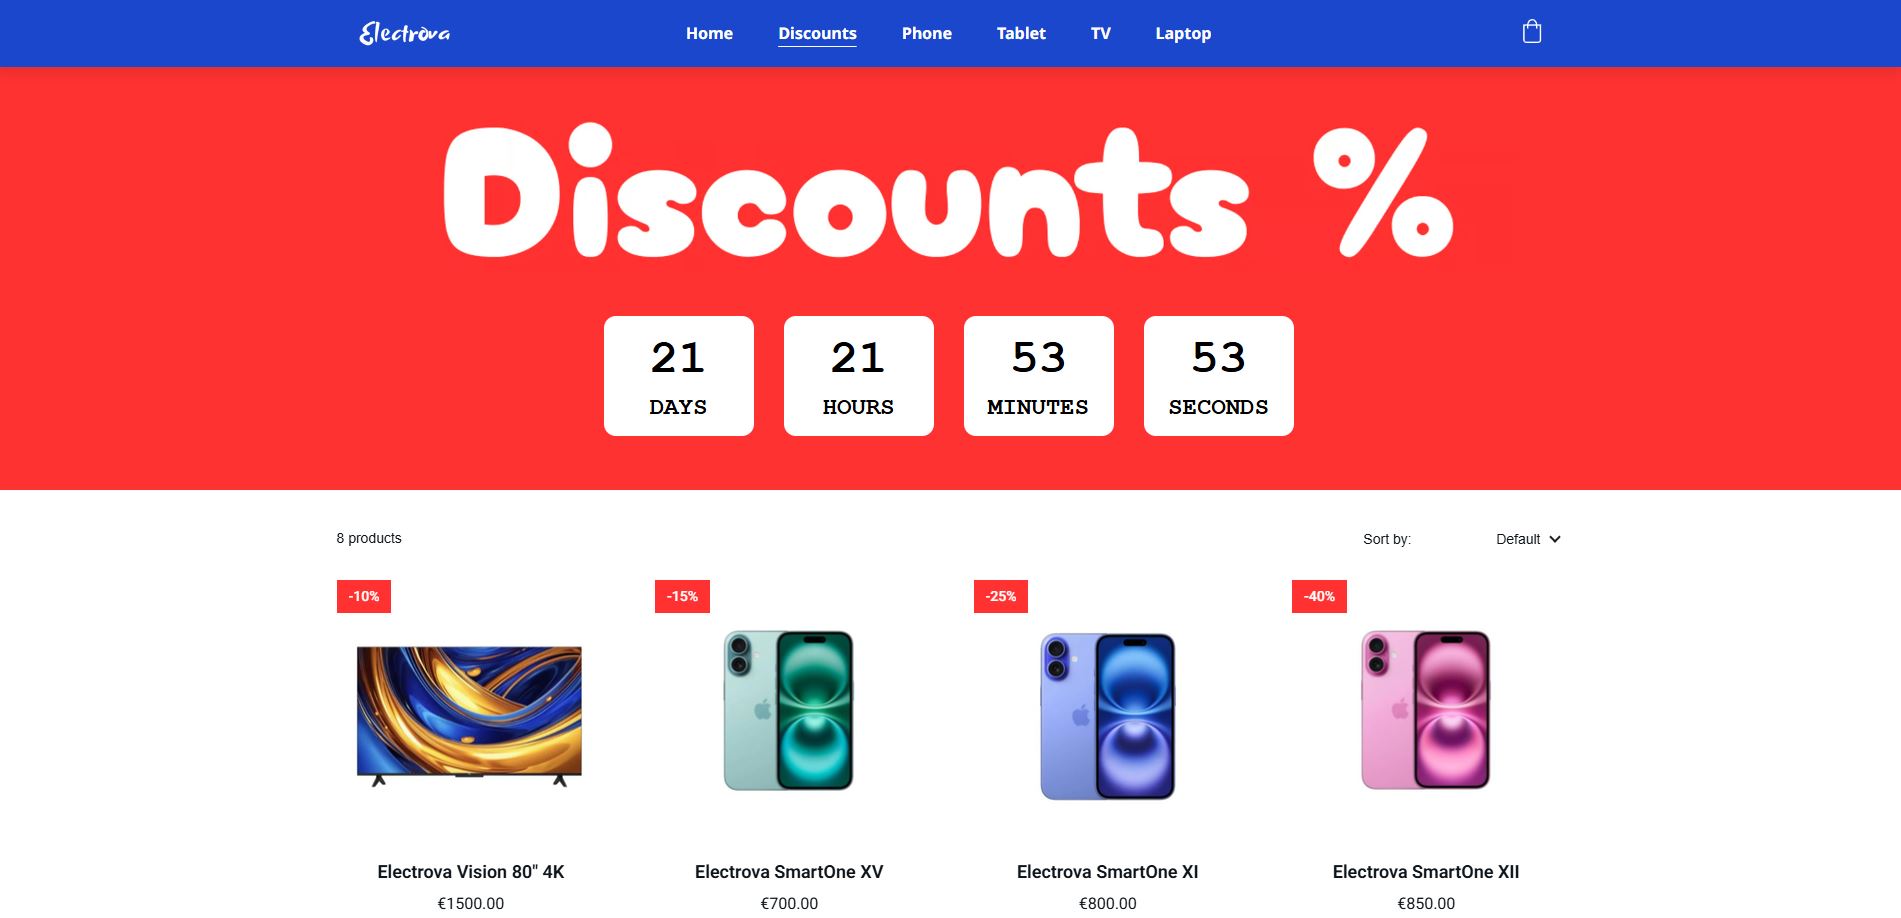 Electrova
Home Discounts Phone Tablet TV Laptop
Discounts %
21 21 53 53
DAYS HOURS MINUTES SECONDS
8 products
Sort by: Default
-10% -15% -25% -40%
Electrova Vision 80" 4K Electrova SmartOne XV Electrova SmartOne XI Electrova SmartOne XII
€1500.00 €700.00 €800.00 €850.00